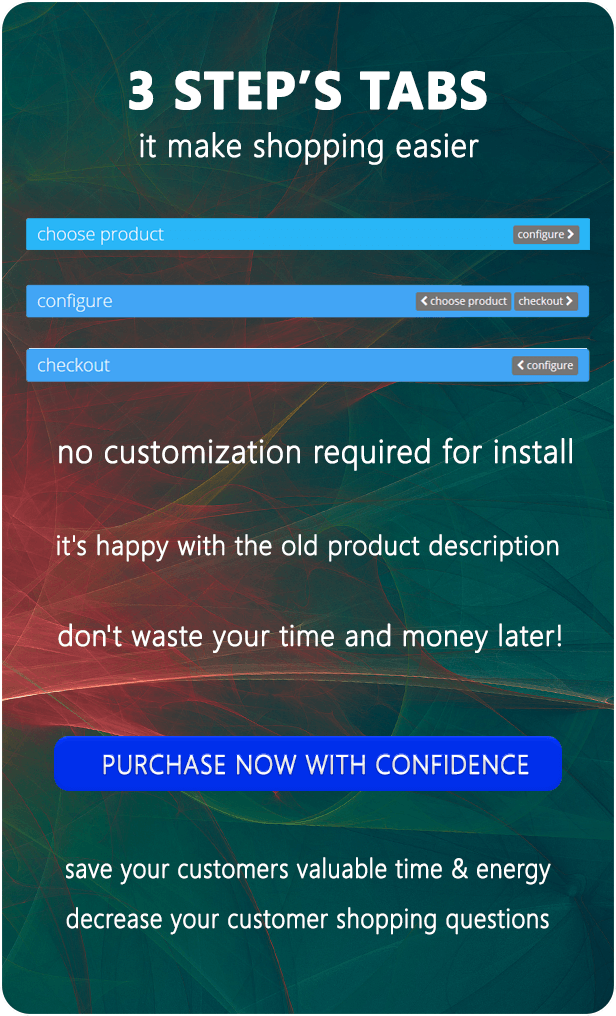 3 STEP’S TABS
it make shopping easier
choose product
configure
configure
choose product
checkout
checkout
configure
no customization required for install
it's happy with the old product description
don't waste your time and money later!
PURCHASE NOW WITH CONFIDENCE
save your customers valuable time & energy
decrease your customer shopping questions